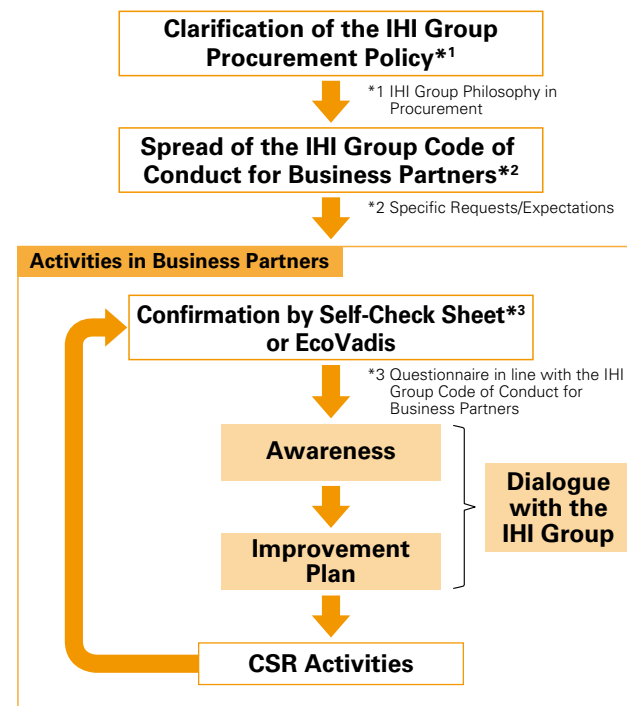 Clarification of the IHI Group
Procurement Policy*1
*1 IHI Group Philosophy in
Procurement
Spread of the IHI Group Code of
Conduct for Business Partners*2
*2 Specific Requests/Expectations
Activities in Business Partners
Confirmation by Self-Check Sheet*3
or EcoVadis
*3 Questionnaire in line with the IHI
Group Code of Conduct for
Business Partners
Awareness
Improvement
Plan
Dialogue
with the
IHI Group
CSR Activities